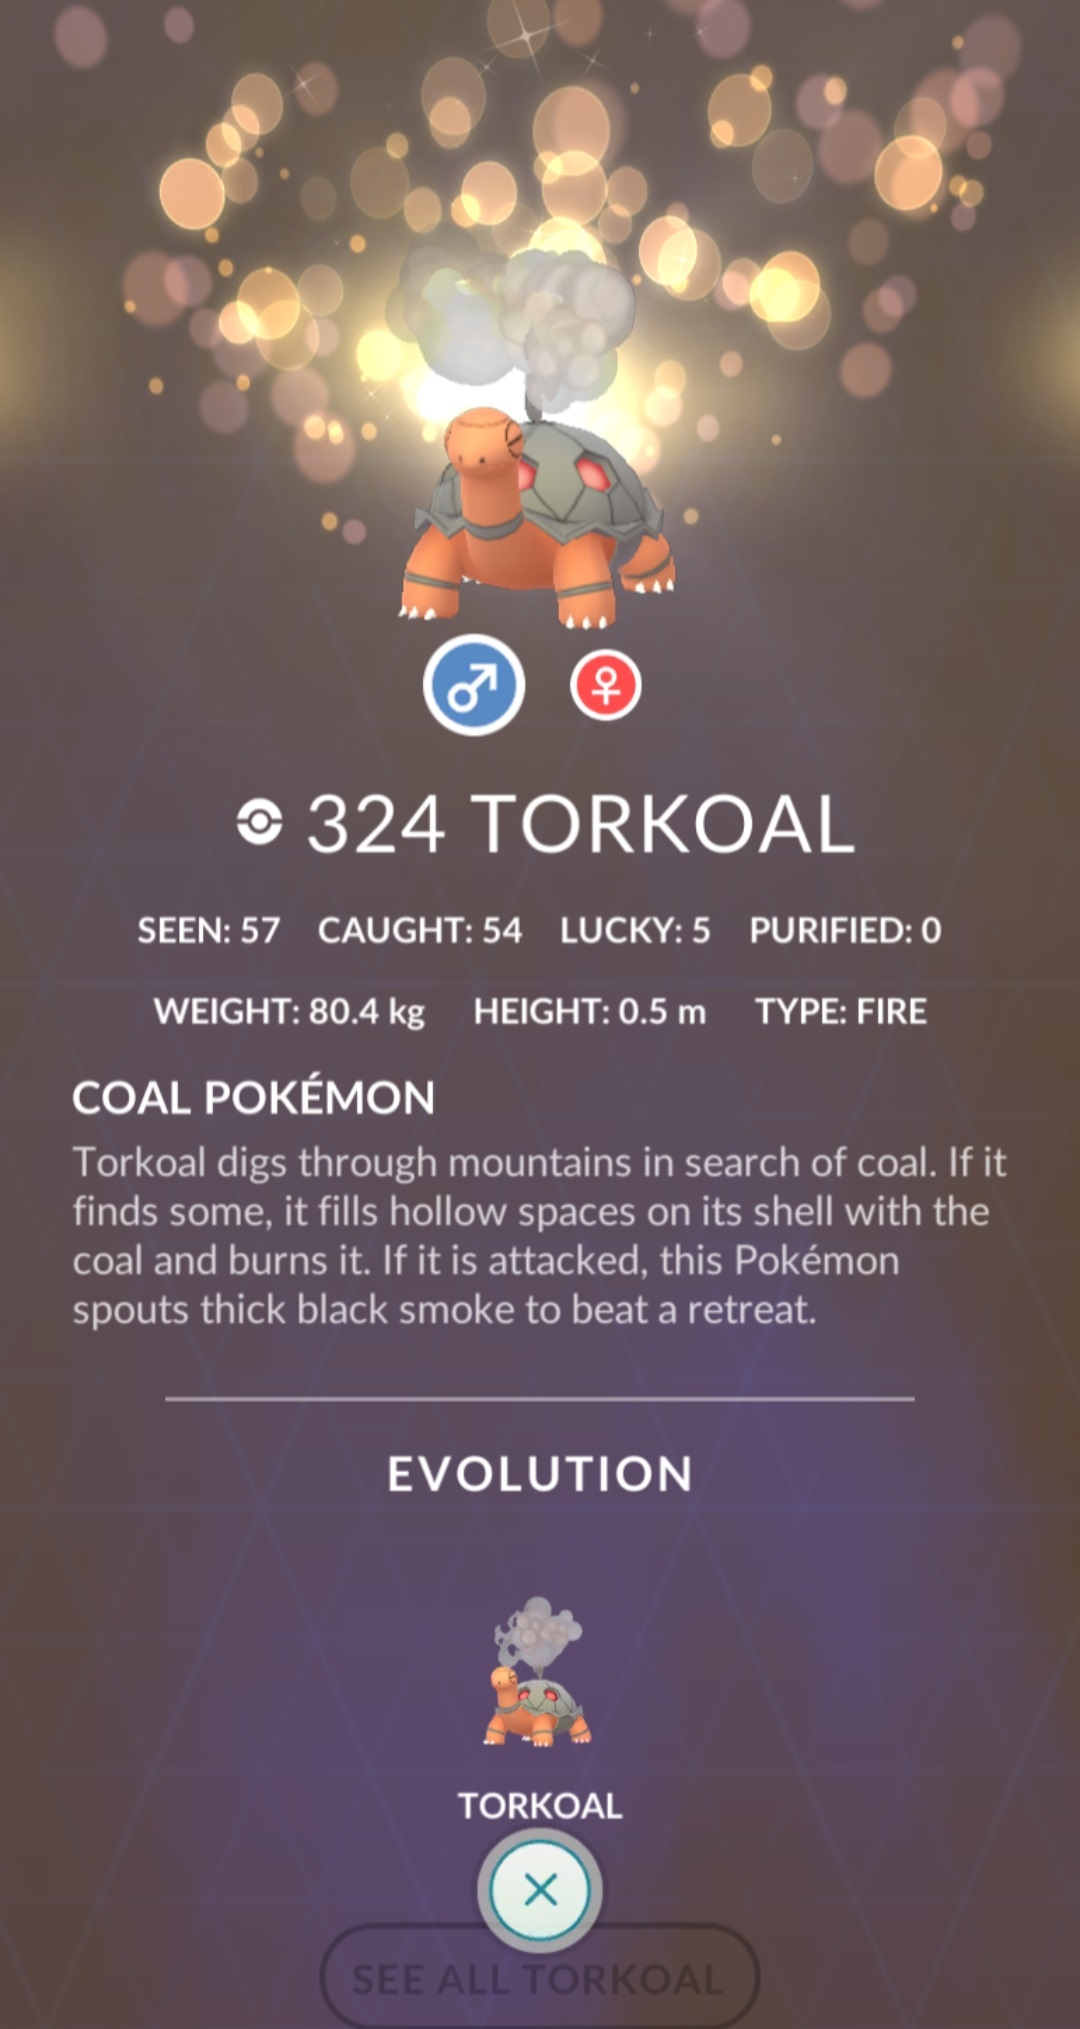 324 TORKOAL
SEEN: 57 CAUGHT: 54 LUCKY: 5 PURIFIED: 0
WEIGHT: 80.4 kg HEIGHT: 0.5 m TYPE: FIRE
COAL POKÉMON
Torkoal digs through mountains in search of coal. If it
finds some, it fills hollow spaces on its shell with the
coal and burns it. If it is attacked, this Pokémon
spouts thick black smoke to beat a retreat.
EVOLUTION
TORKOAL
SEE ALL TORKOAL